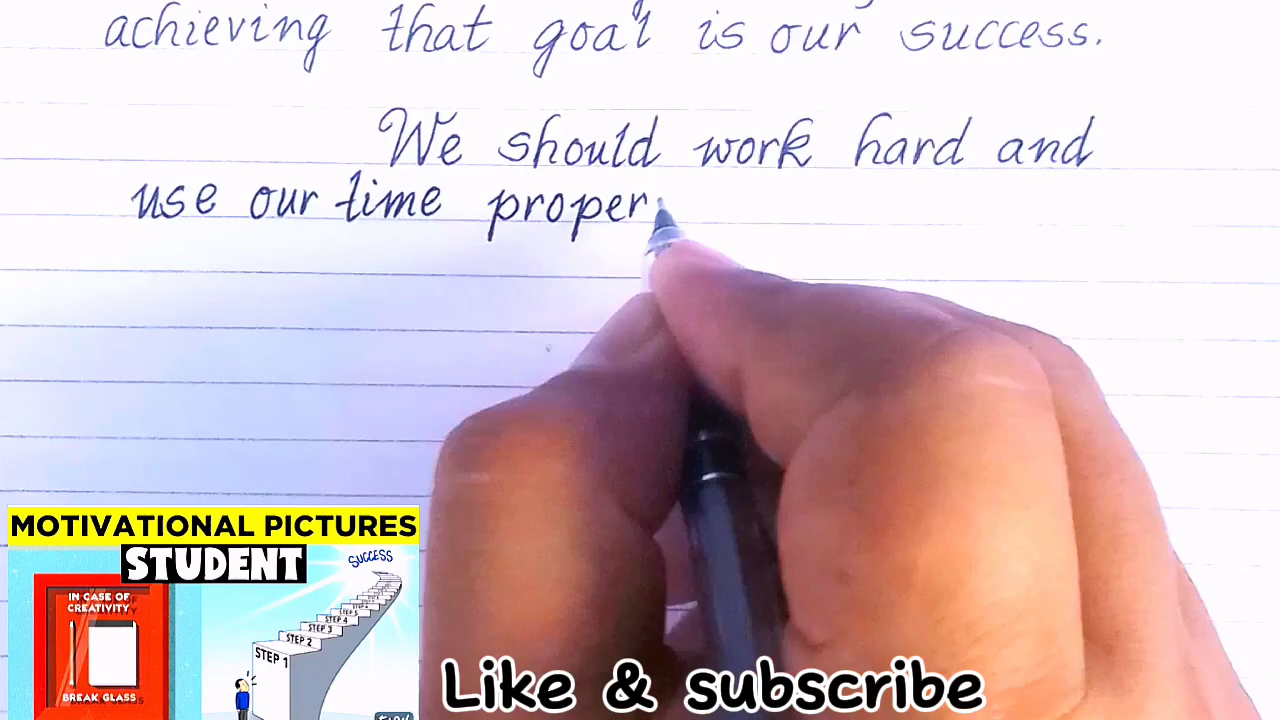 achieving that goal is our success.
We should work hard and
use our time proper
MOTIVATIONAL PICTURES
STUDENT
SUCCESS
IN CASE OF
CREATIVITY
BREAK GLASS
STEP 4
STEP 3
STEP 2
STEP 1
Like & subscribe